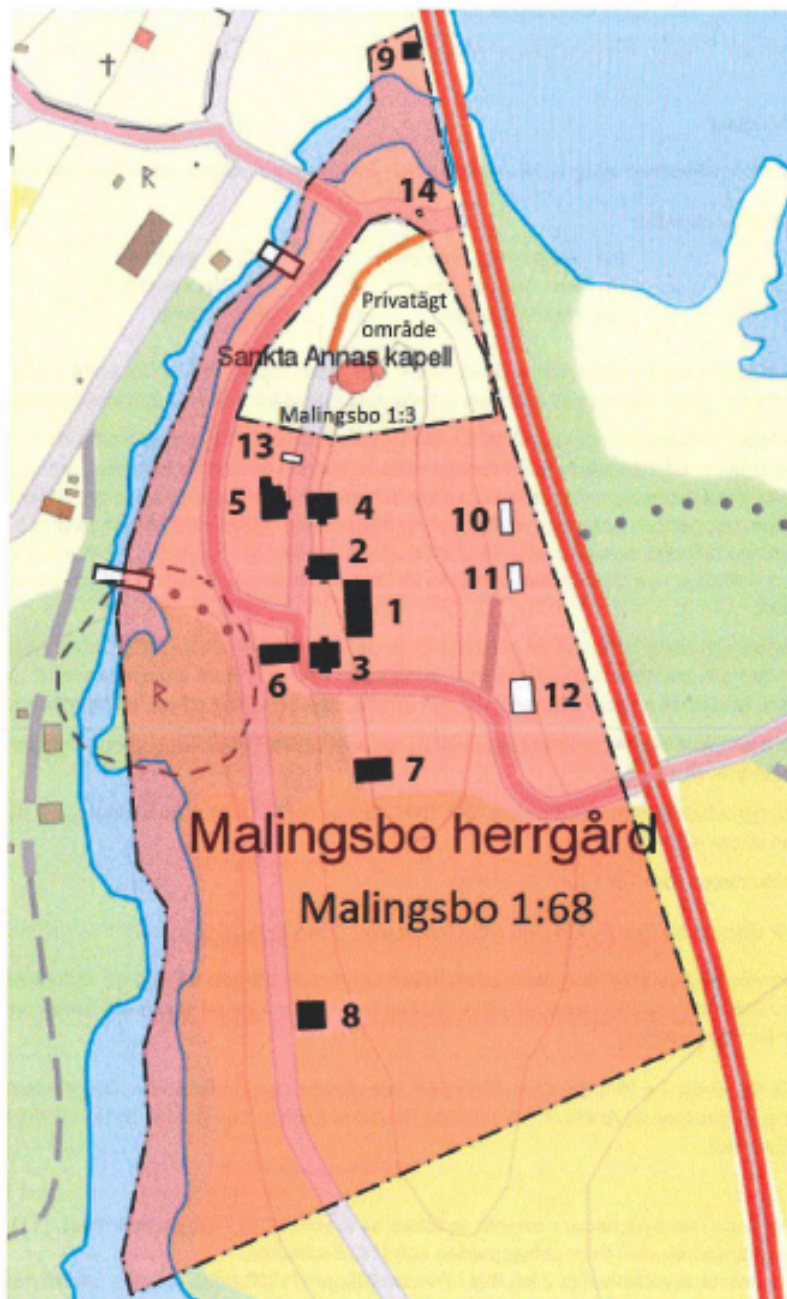 9
R
14
Privatägt
område
Sankta Annas kapell
Malingsbo 1:3
13
5
4
10
2
11
1
6
3
R
12
7
Malingsbo herrgård
Malingsbo 1:68
8